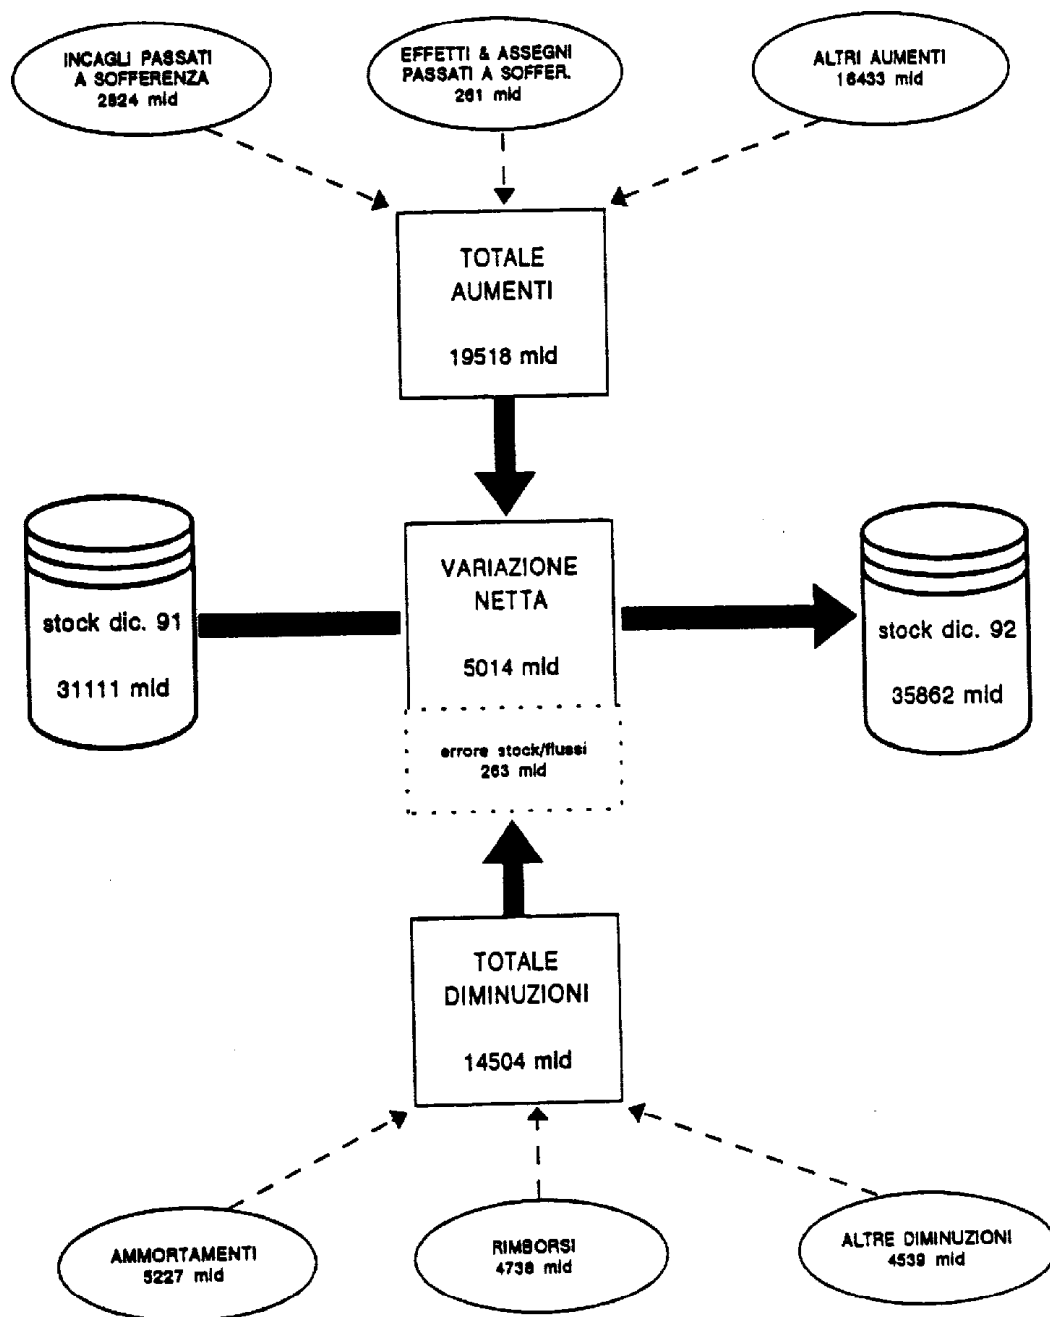 INCAGLI PASSATI
A SOFFERENZA
2824 mld
EFFETTI & ASSEGNI
PASSATI A SOFFER.
261 mld
ALTRI AUMENTI
16433 mld
TOTALE
AUMENTI
19518 mld
stock dic. 91
31111 mld
VARIAZIONE
NETTA
5014 mld
errore stock/flussi
263 mld
stock dic. 92
35862 mld
TOTALE
DIMINUZIONI
14504 mld
AMMORTAMENTI
5227 mld
RIMBORSI
4738 mld
ALTRE DIMINUZIONI
4539 mld